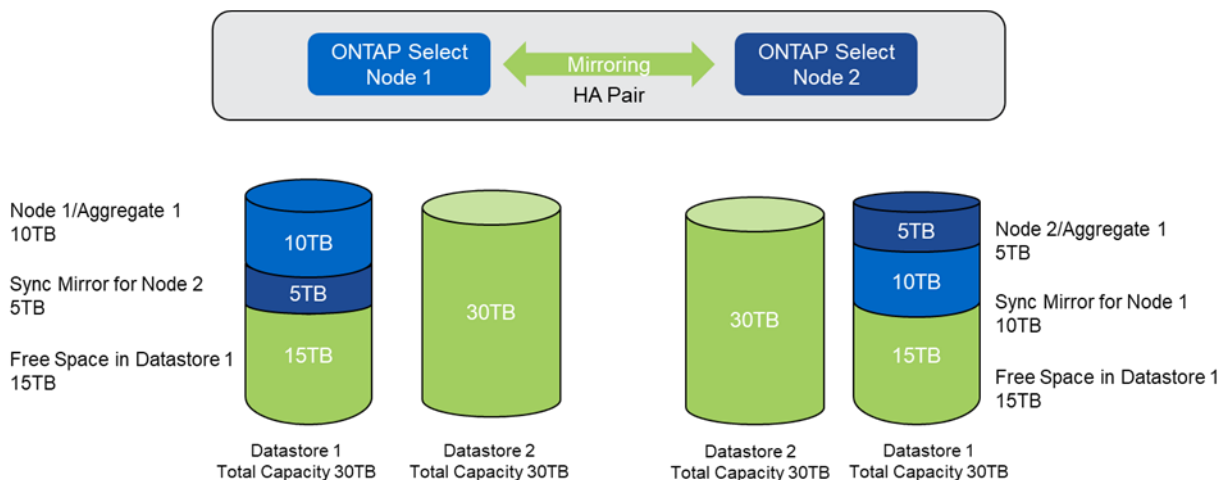 ONTAP Select
Node 1
Mirroring
HA Pair
ONTAP Select
Node 2
Node 1/Aggregate 1
10TB
Sync Mirror for Node 2
5TB
Free Space in Datastore 1
15TB
10TB
5TB
15TB
30TB
30TB
5TB
10TB
15TB
Node 2/Aggregate 1
5TB
Sync Mirror for Node 1
10TB
Free Space in Datastore 1
15TB
Datastore 1
Total Capacity 30TB
Datastore 2
Total Capacity 30TB
Datastore 2
Total Capacity 30TB
Datastore 1
Total Capacity 30TB